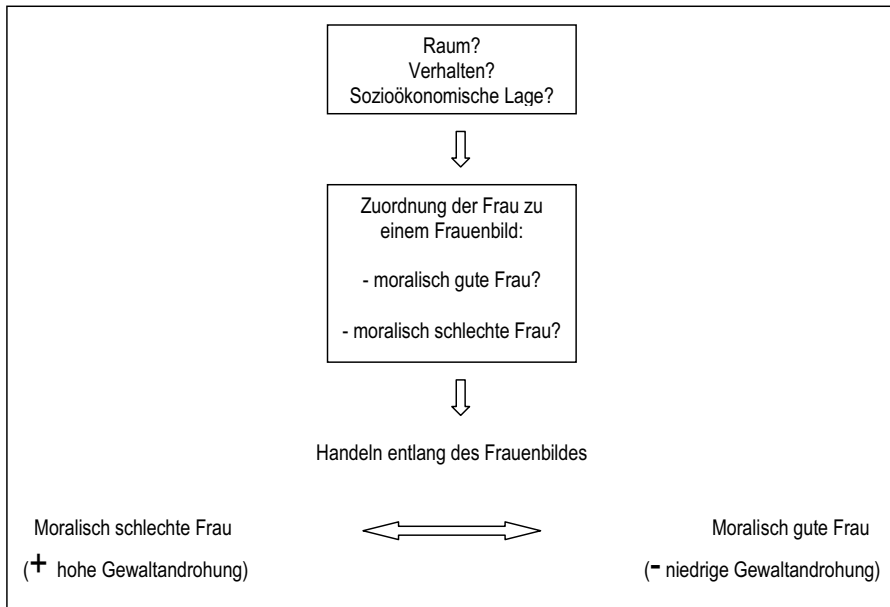 Raum?
Verhalten?
Sozioökonomische Lage?
Zuordnung der Frau zu
einem Frauenbild:
- moralisch gute Frau?
- moralisch schlechte Frau?
Handeln entlang des Frauenbildes
Moralisch schlechte Frau
(+ hohe Gewaltandrohung)
Moralisch gute Frau
(- niedrige Gewaltandrohung)